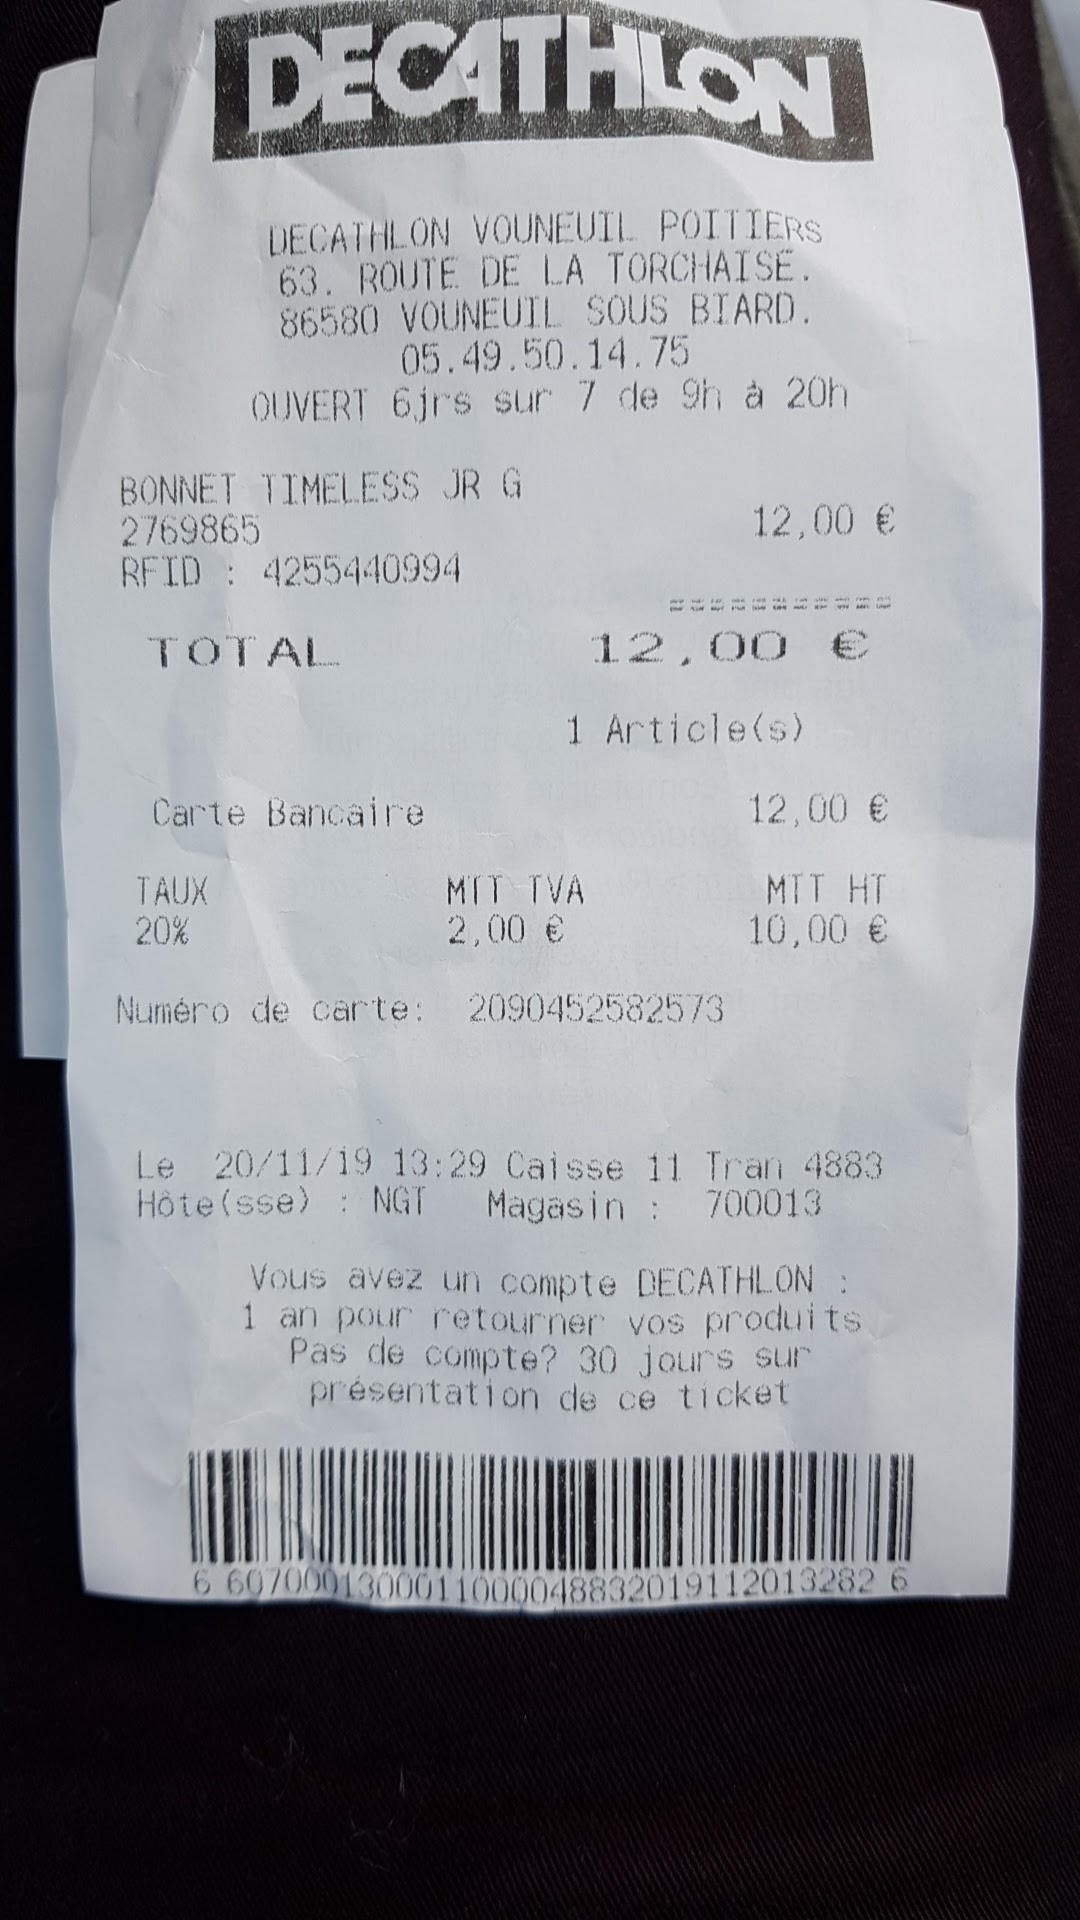 DECATHLON
DECATHLON VOUNEUIL POITIERS
63. ROUTE DE LA TORCHAISE.
86580 VOUNEUIL SOUS BIARD.
05.49.50.14.75
OUVERT 6jrs sur 7 de 9h à 20h
BONNET TIMELESS JR G
2769865 12,00 €
RFID : 4255440994
===========
TOTAL 12,00 €
1 Article(s)
Carte Bancaire 12,00 €
TAUX MTT TVA MTT HT
20% 2,00 € 10,00 €
Numéro de carte: 2090452582573
Le 20/11/19 13:29 Caisse 11 Tran 4883
Hôte(sse) : NGT Magasin : 700013
Vous avez un compte DECATHLON :
1 an pour retourner vos produits
Pas de compte? 30 jours sur
présentation de ce ticket
6 6070001300011000048832019112013282 6